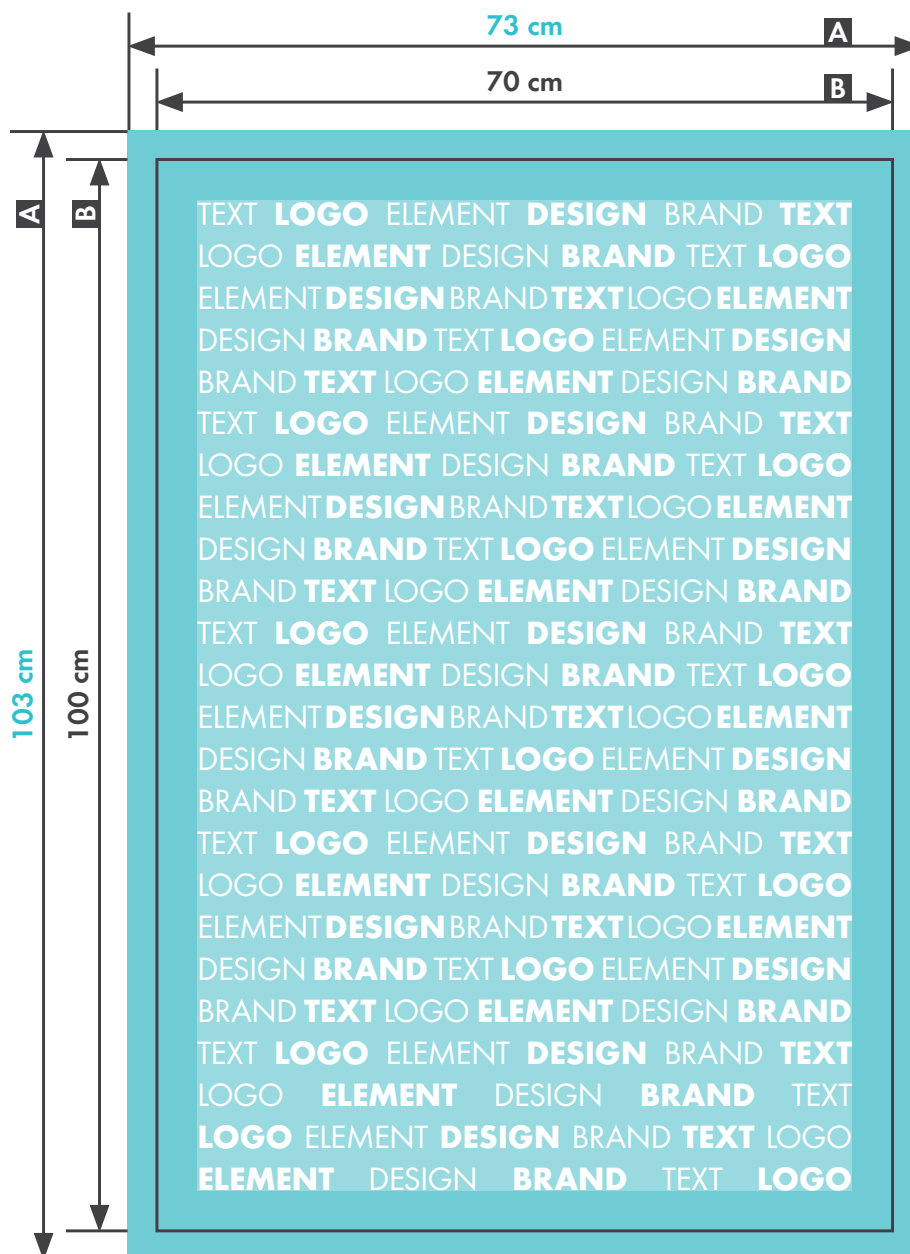 73 cm A
70 cm B
A
B
103 cm
100 cm
TEXT LOGO ELEMENT DESIGN BRAND TEXT
LOGO ELEMENT DESIGN BRAND TEXT LOGO
ELEMENT DESIGN BRAND TEXT LOGO ELEMENT
DESIGN BRAND TEXT LOGO ELEMENT DESIGN
BRAND TEXT LOGO ELEMENT DESIGN BRAND
TEXT LOGO ELEMENT DESIGN BRAND TEXT
LOGO ELEMENT DESIGN BRAND TEXT LOGO
ELEMENT DESIGN BRAND TEXT LOGO ELEMENT
DESIGN BRAND TEXT LOGO ELEMENT DESIGN
BRAND TEXT LOGO ELEMENT DESIGN BRAND
TEXT LOGO ELEMENT DESIGN BRAND TEXT
LOGO ELEMENT DESIGN BRAND TEXT LOGO
ELEMENT DESIGN BRAND TEXT LOGO ELEMENT
DESIGN BRAND TEXT LOGO ELEMENT DESIGN
BRAND TEXT LOGO ELEMENT DESIGN BRAND
TEXT LOGO ELEMENT DESIGN BRAND TEXT
LOGO ELEMENT DESIGN BRAND TEXT LOGO
ELEMENT DESIGN BRAND TEXT LOGO ELEMENT
DESIGN BRAND TEXT LOGO ELEMENT DESIGN
BRAND TEXT LOGO ELEMENT DESIGN BRAND
TEXT LOGO ELEMENT DESIGN BRAND TEXT
LOGO ELEMENT DESIGN BRAND TEXT
LOGO ELEMENT DESIGN BRAND TEXT LOGO
ELEMENT DESIGN BRAND TEXT LOGO